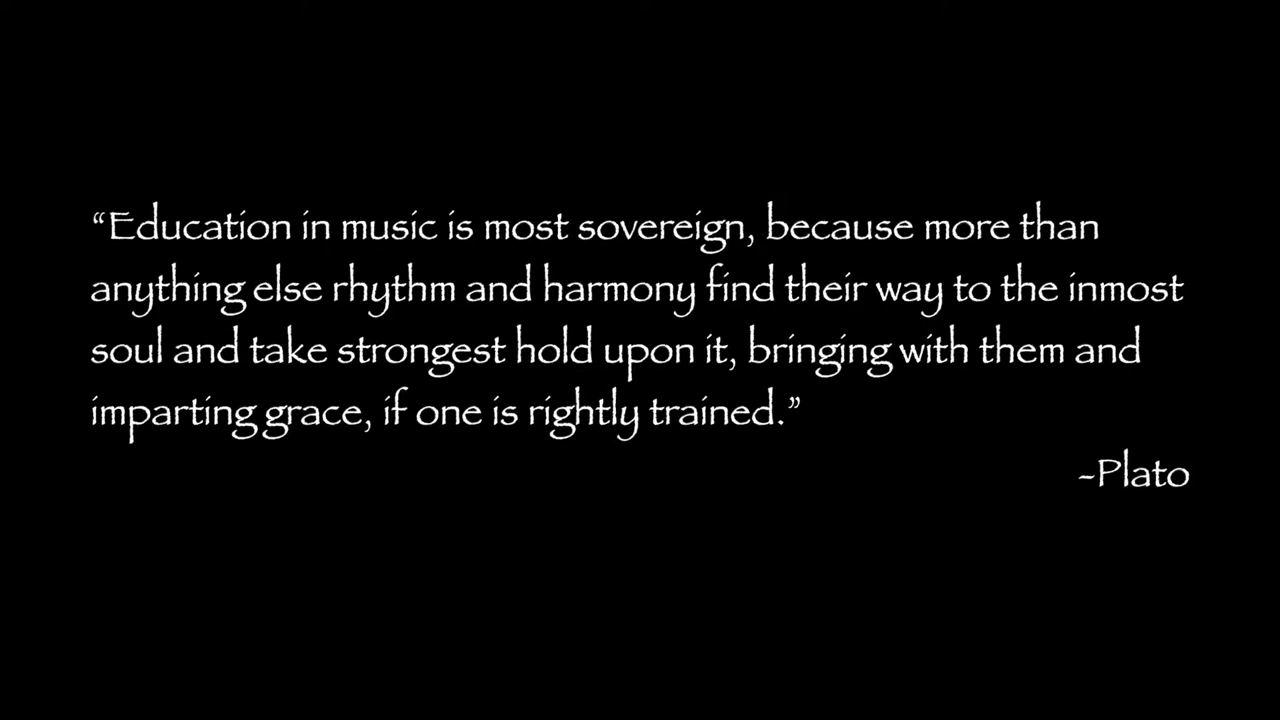 “Education in music is most sovereign, because more than
anything else rhythm and harmony find their way to the inmost
soul and take strongest hold upon it, bringing with them and
imparting grace, if one is rightly trained.”
-Plato